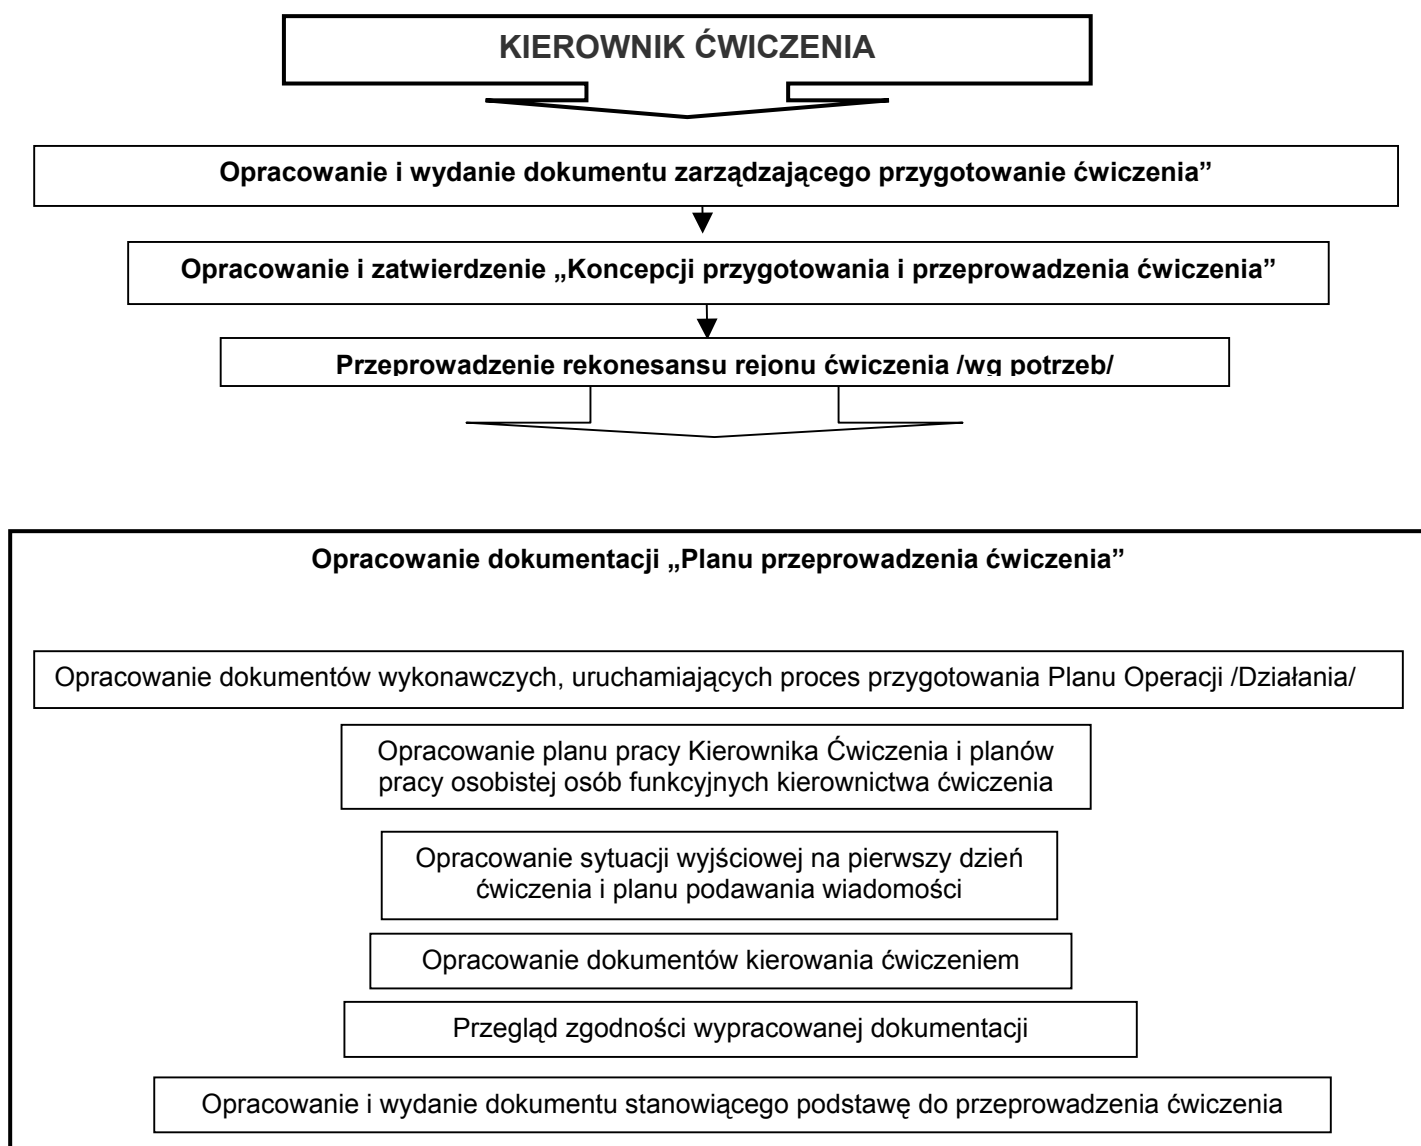 KIEROWNIK ĆWICZENIA
Opracowanie i wydanie dokumentu zarządzającego przygotowanie ćwiczenia”
Opracowanie i zatwierdzenie „Koncepcji przygotowania i przeprowadzenia ćwiczenia”
Przeprowadzenie rekonesansu rejonu ćwiczenia /wg potrzeb/
Opracowanie dokumentacji „Planu przeprowadzenia ćwiczenia”
Opracowanie dokumentów wykonawczych, uruchamiających proces przygotowania Planu Operacji /Działania/
Opracowanie planu pracy Kierownika Ćwiczenia i planów
pracy osobistej osób funkcyjnych kierownictwa ćwiczenia
Opracowanie sytuacji wyjściowej na pierwszy dzień
ćwiczenia i planu podawania wiadomości
Opracowanie dokumentów kierowania ćwiczeniem
Przegląd zgodności wypracowanej dokumentacji
Opracowanie i wydanie dokumentu stanowiącego podstawę do przeprowadzenia ćwiczenia